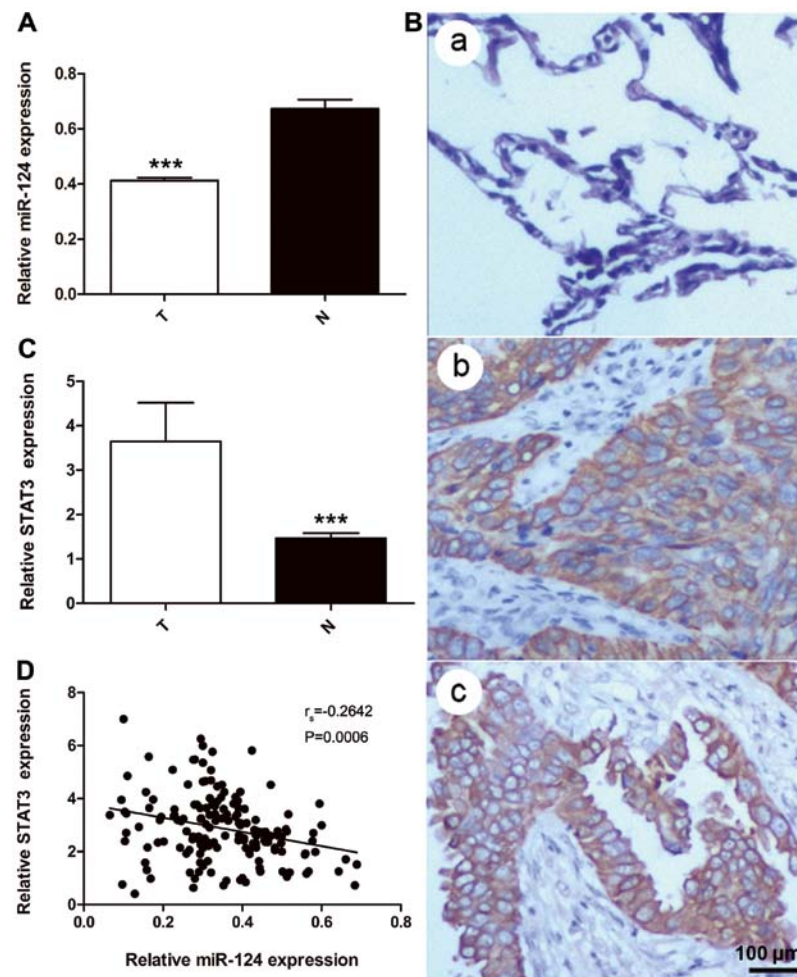 A
Relative miR-124 expression
0.8
0.6
0.4
0.2
0.0
***
T
N
B
a
b
c
100 µm
C
Relative STAT3 expression
5
4
3
2
1
0
***
T
N
D
Relative STAT3 expression
8
6
4
2
0
rs=-0.2642
P=0.0006
0.0 0.2 0.4 0.6 0.8
Relative miR-124 expression